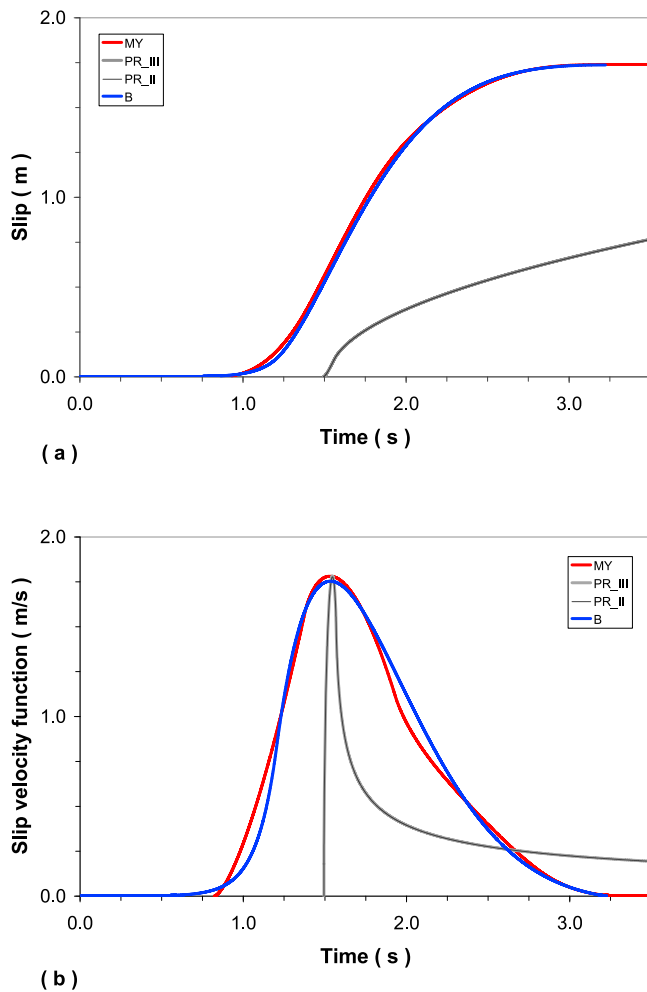 2.0
MY
PR_III
PR_II
B
Slip ( m )
1.0
0.0
0.0 1.0 2.0 3.0
Time ( s )
( a )
2.0
MY
PR_III
PR_II
B
Slip velocity function ( m/s )
1.0
0.0
0.0 1.0 2.0 3.0
Time ( s )
( b )